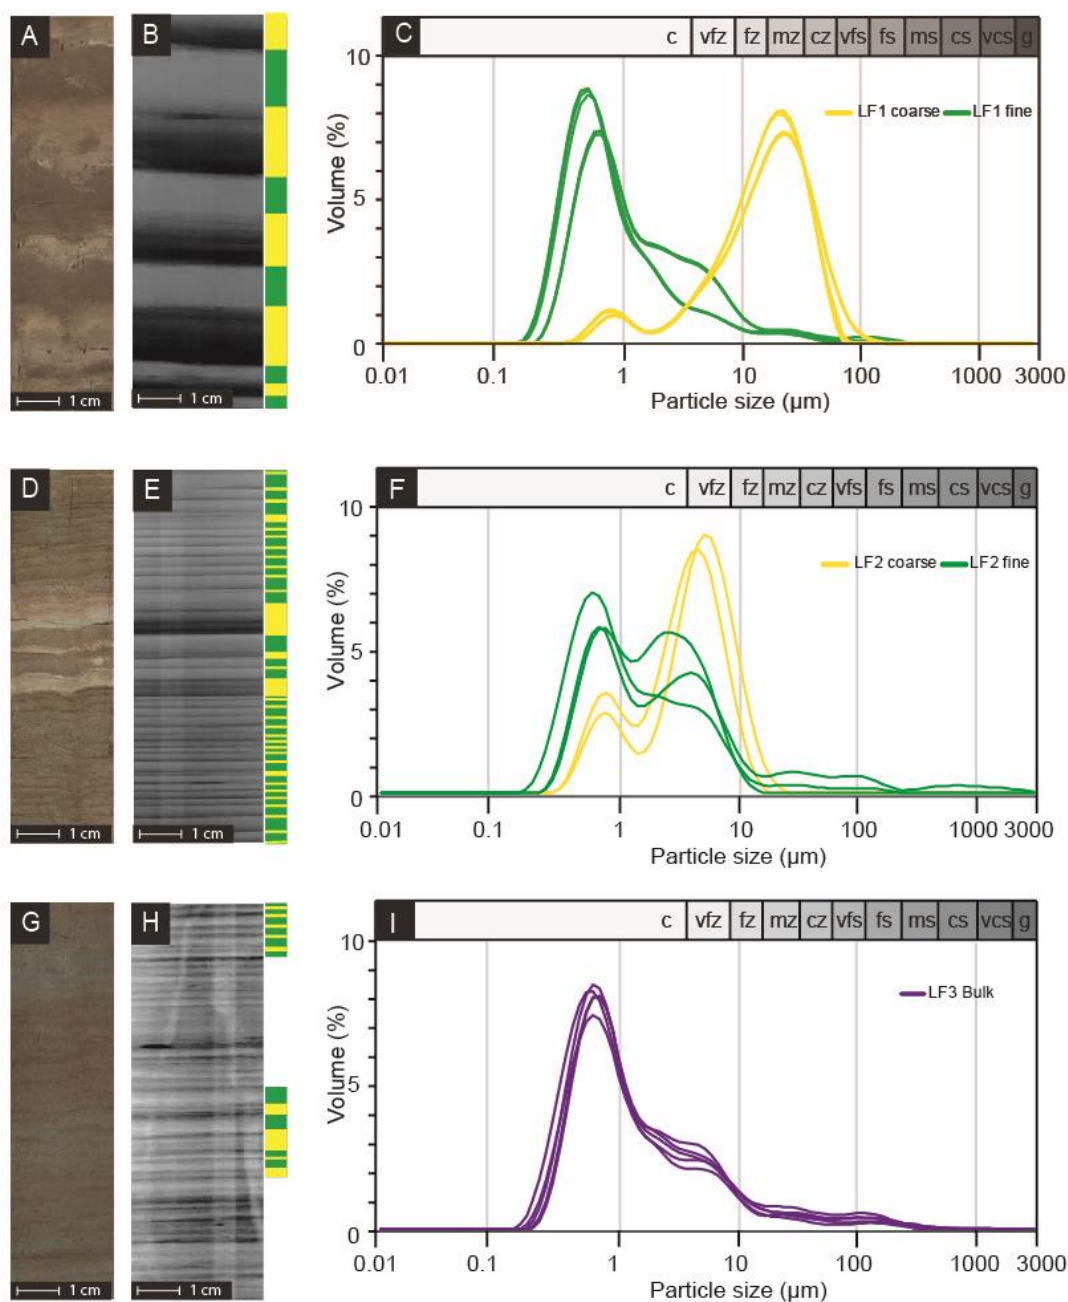 A
B
C
c vfz fz mz cz vfs fs ms cs vcs g
10
5
0
Volume (%)
LF1 coarse LF1 fine
0.01 0.1 1 10 100 1000 3000
Particle size (µm)
1 cm
1 cm
D
E
F
c vfz fz mz cz vfs fs ms cs vcs g
10
5
0
Volume (%)
LF2 coarse LF2 fine
0.01 0.1 1 10 100 1000 3000
Particle size (µm)
1 cm
1 cm
G
H
I
c vfz fz mz cz vfs fs ms cs vcs g
10
5
0
Volume (%)
LF3 Bulk
0.01 0.1 1 10 100 1000 3000
Particle size (µm)
1 cm
1 cm